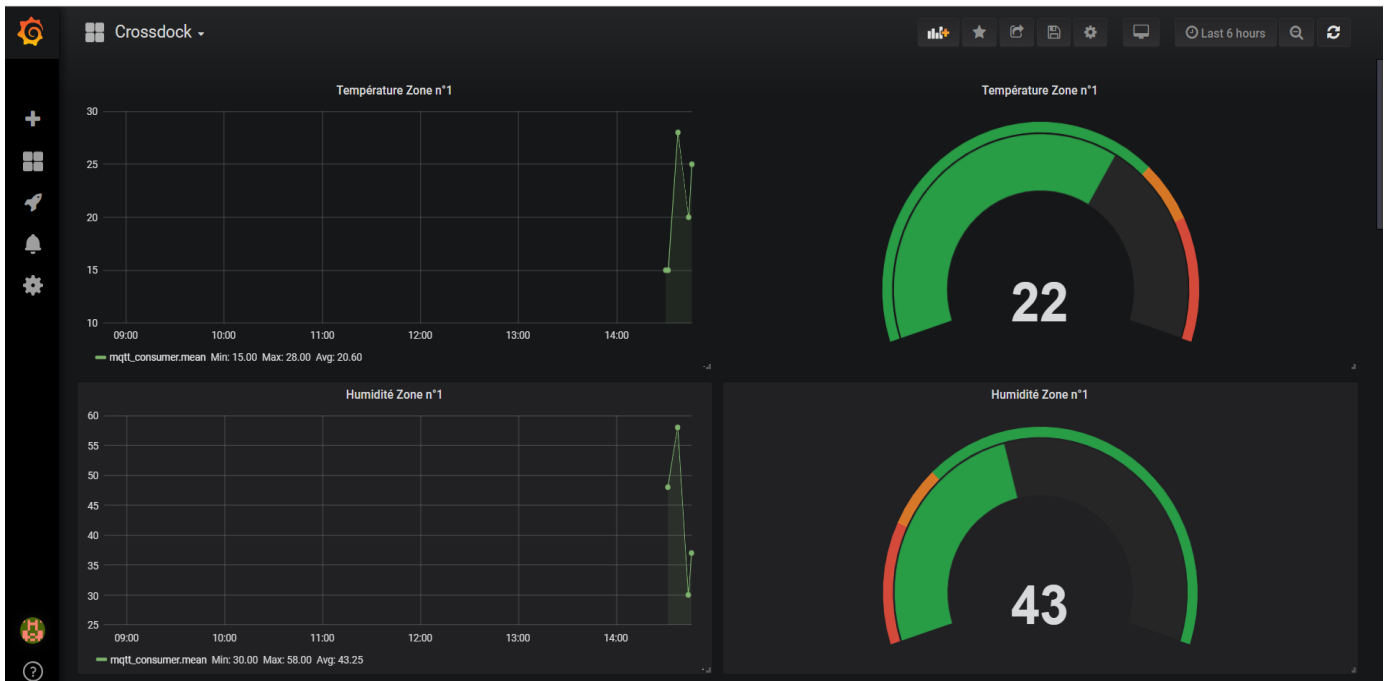 Crossdock
Last 6 hours
Température Zone n°1
30
25
20
15
10
09:00 10:00 11:00 12:00 13:00 14:00
mqtt_consumer.mean Min: 15.00 Max: 28.00 Avg: 20.60
Température Zone n°1
22
Humidité Zone n°1
60
55
50
45
40
35
30
25
09:00 10:00 11:00 12:00 13:00 14:00
mqtt_consumer.mean Min: 30.00 Max: 58.00 Avg: 43.25
Humidité Zone n°1
43
?